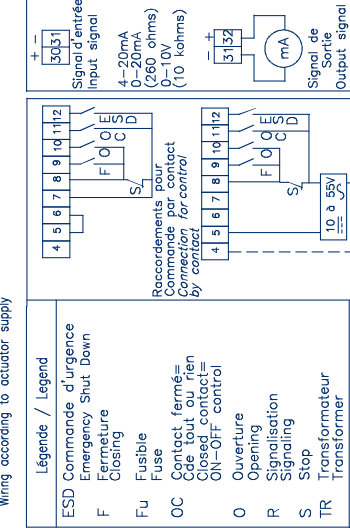 Wiring according to actuator supply
Légende / Legend
ESD Commande d'urgence
Emergency Shut Down
F Fermeture
Closing
Fu Fusible
Fuse
OC Contact fermé=
Cde tout ou rien
Closed contact=
ON-OFF control
O Ouverture
Opening
R Signalisation
Signaling
S Stop
TR Transformateur
Transformer
4 5 6 7 8 9 10 11 12
F O O C E S D
S
Raccordements pour
Commande par contact
Connection for control
by contact
4 5 6 7 8 9 10 11 12
F O O C E S D
S
10 à 55V
+ -
30 31
Signal d'entrée
Input signal
4-20mA
0-20mA
(260 ohms)
0-10V
(10 kohms)
- +
31 32
mA
Signal de
Sortie
Output signal